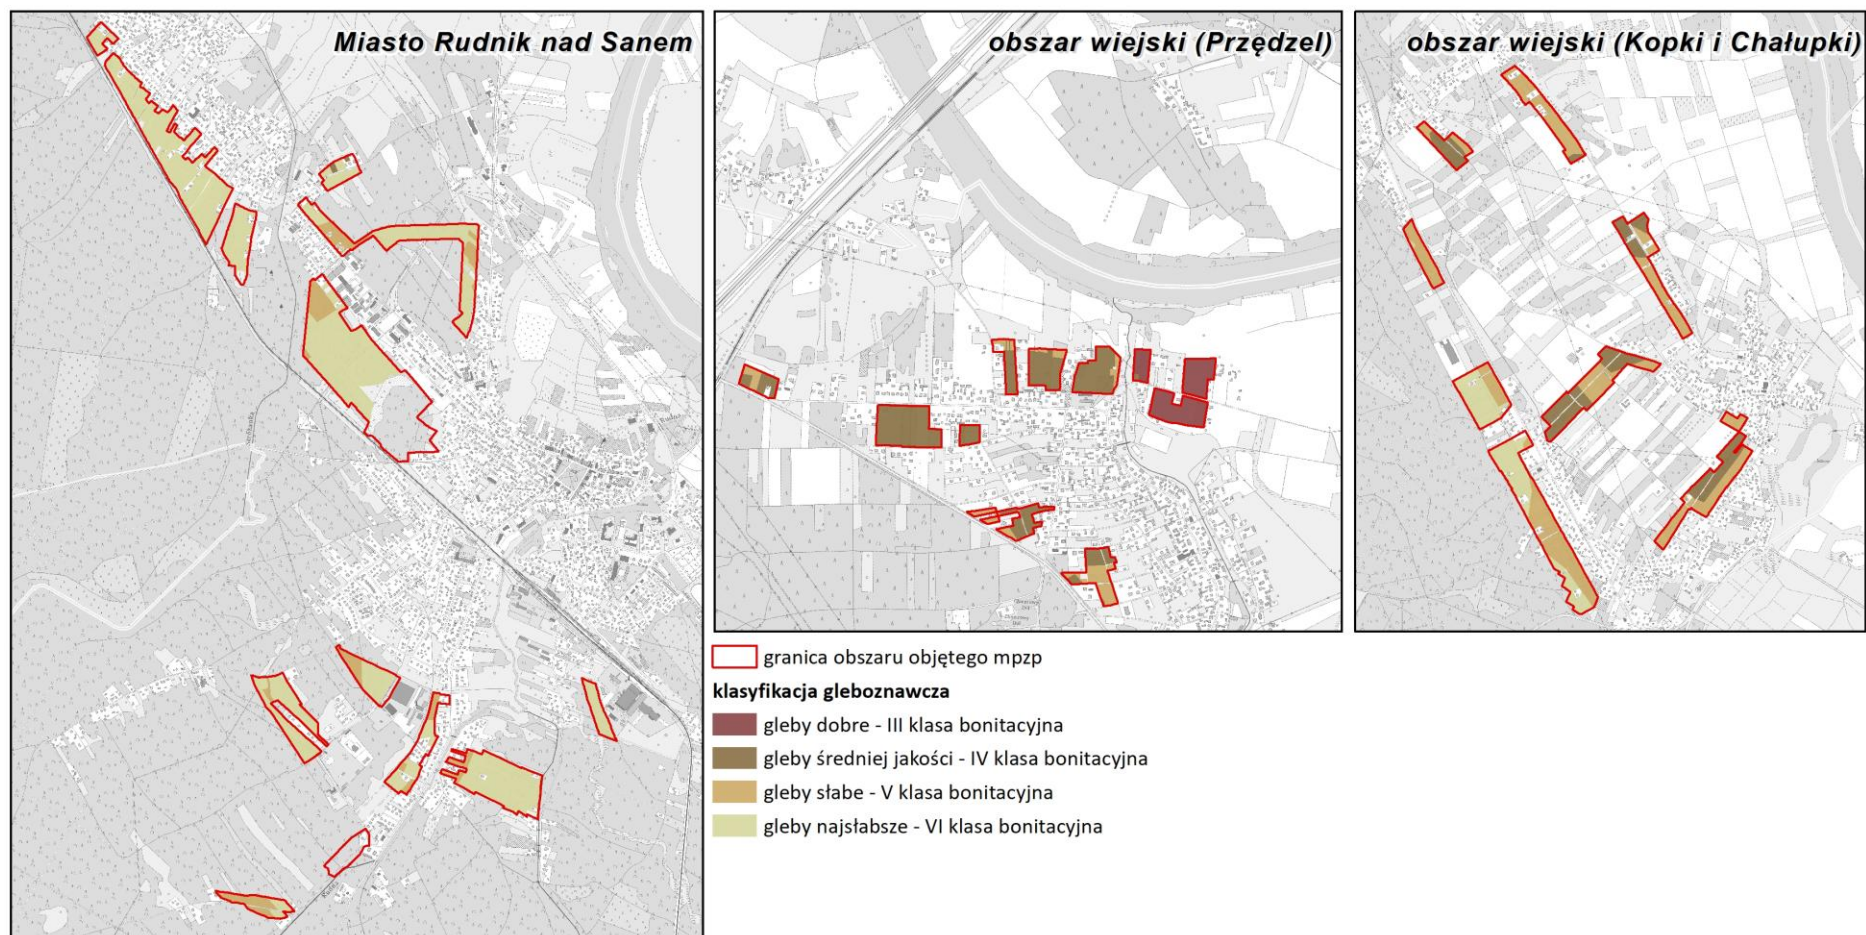 Miasto Rudnik nad Sanem
obszar wiejski (Przędzel)
obszar wiejski (Kopki i Chałupki)
granica obszaru objętego mpzp
klasyfikacja gleboznawcza
gleby dobre - III klasa bonitacyjna
gleby średniej jakości - IV klasa bonitacyjna
gleby słabe - V klasa bonitacyjna
gleby najsłabsze - VI klasa bonitacyjna